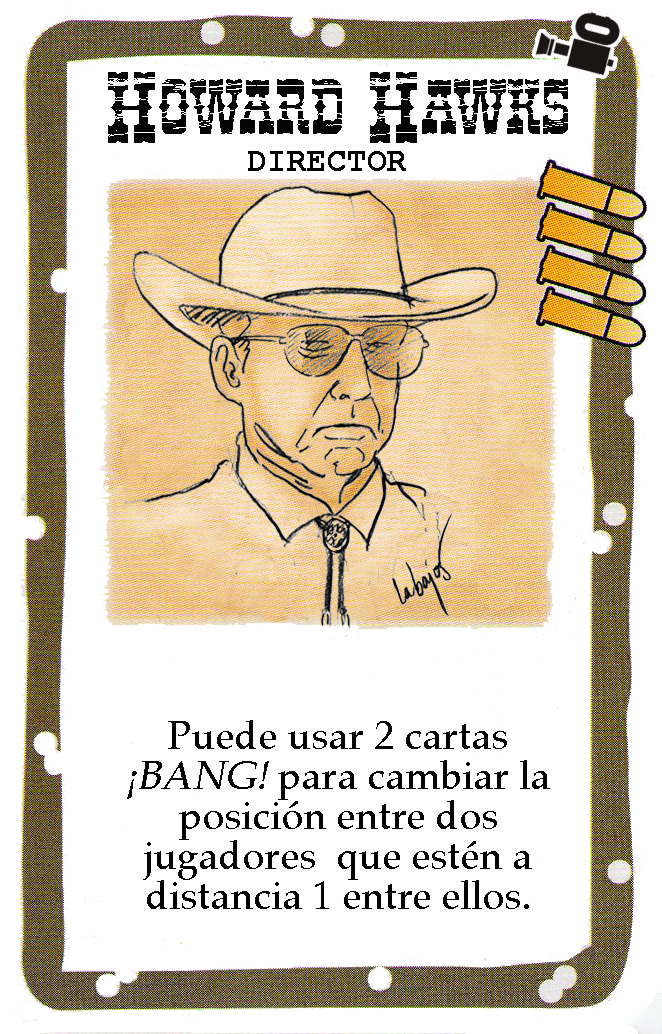 HOWARD HAWKS
DIRECTOR
Labajos
Puede usar 2 cartas
¡BANG! para cambiar la
posición entre dos
jugadores que estén a
distancia 1 entre ellos.